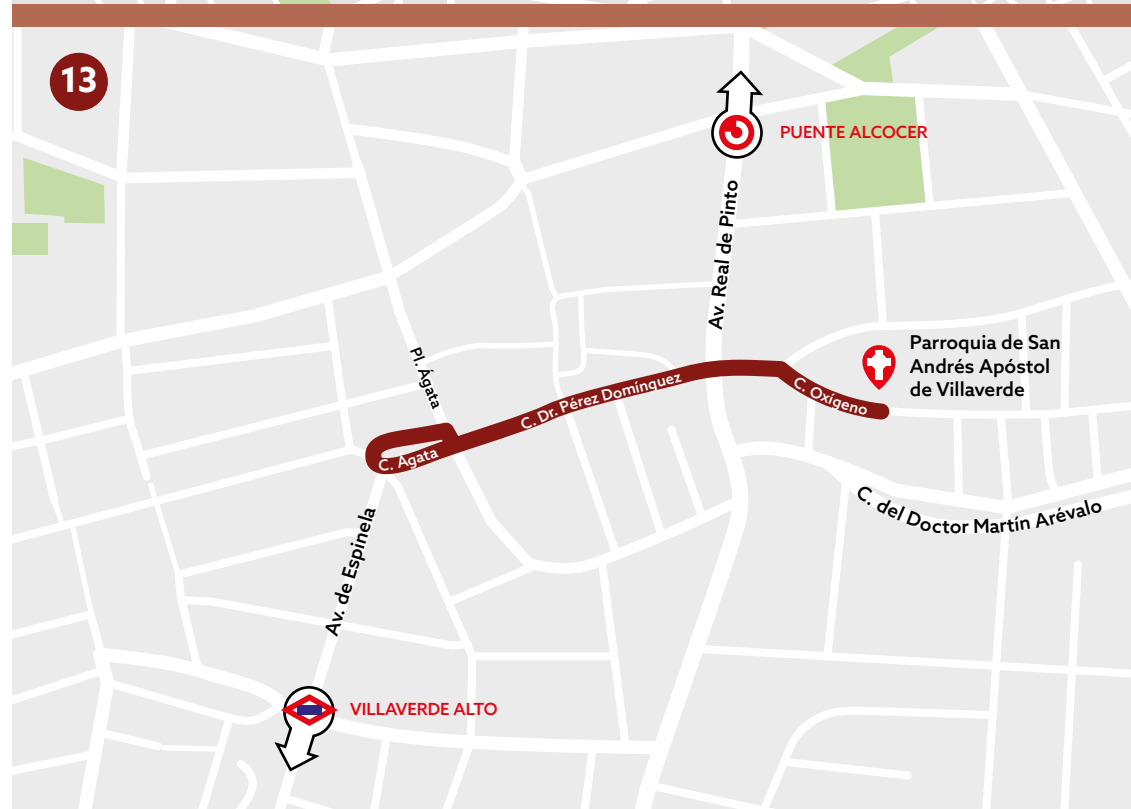 13
PUENTE ALCOCER
Av. Real de Pinto
Parroquia de San
Andrés Apóstol
de Villaverde
Pl. Ágata
C. Dr. Pérez Domínguez
C. Oxígeno
C. Ágata
C. del Doctor Martín Arévalo
Av. de Espinela
VILLAVERDE ALTO